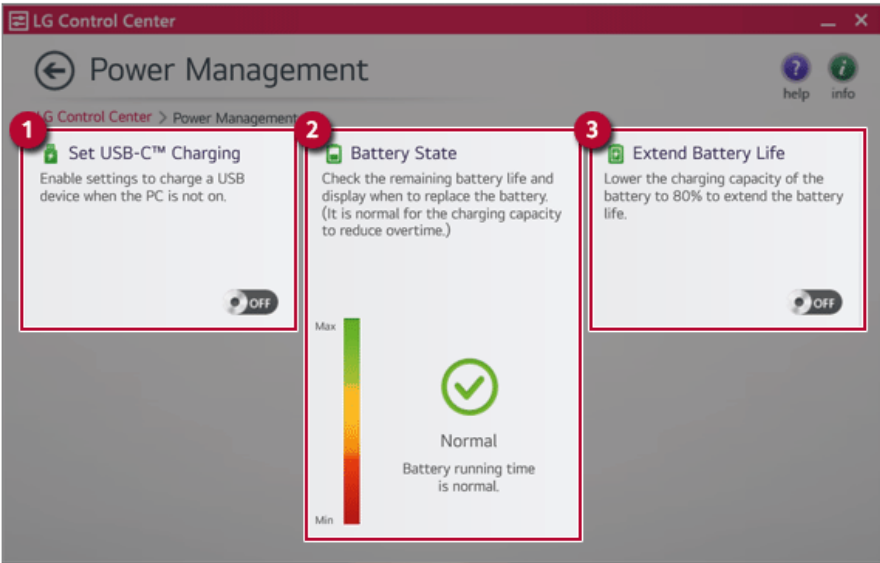 LG Control Center
Power Management
help
info
LG Control Center > Power Management
1
Set USB-C™ Charging
Enable settings to charge a USB
device when the PC is not on.
OFF
2
Battery State
Check the remaining battery life and
display when to replace the battery.
(It is normal for the charging capacity
to reduce overtime.)
Max
Min
Normal
Battery running time
is normal.
3
Extend Battery Life
Lower the charging capacity of the
battery to 80% to extend the battery
life.
OFF